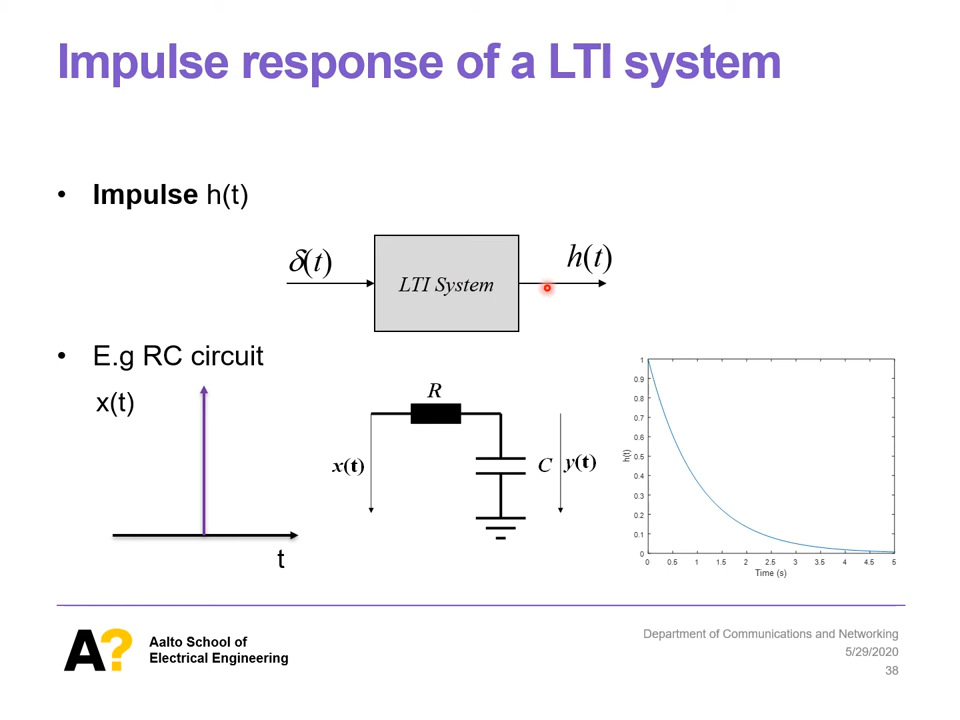 Impulse response of a LTI system
• Impulse h(t)
δ(t)
LTI System
h(t)
• E.g RC circuit
x(t)
t
R
x(t)
C
y(t)
1
0.9
0.8
0.7
0.6
0.5
0.4
0.3
0.2
0.1
0
h(t)
0 0.5 1 1.5 2 2.5 3 3.5 4 4.5 5
Time (s)
A?
Aalto School of
Electrical Engineering
Department of Communications and Networking
5/29/2020
38